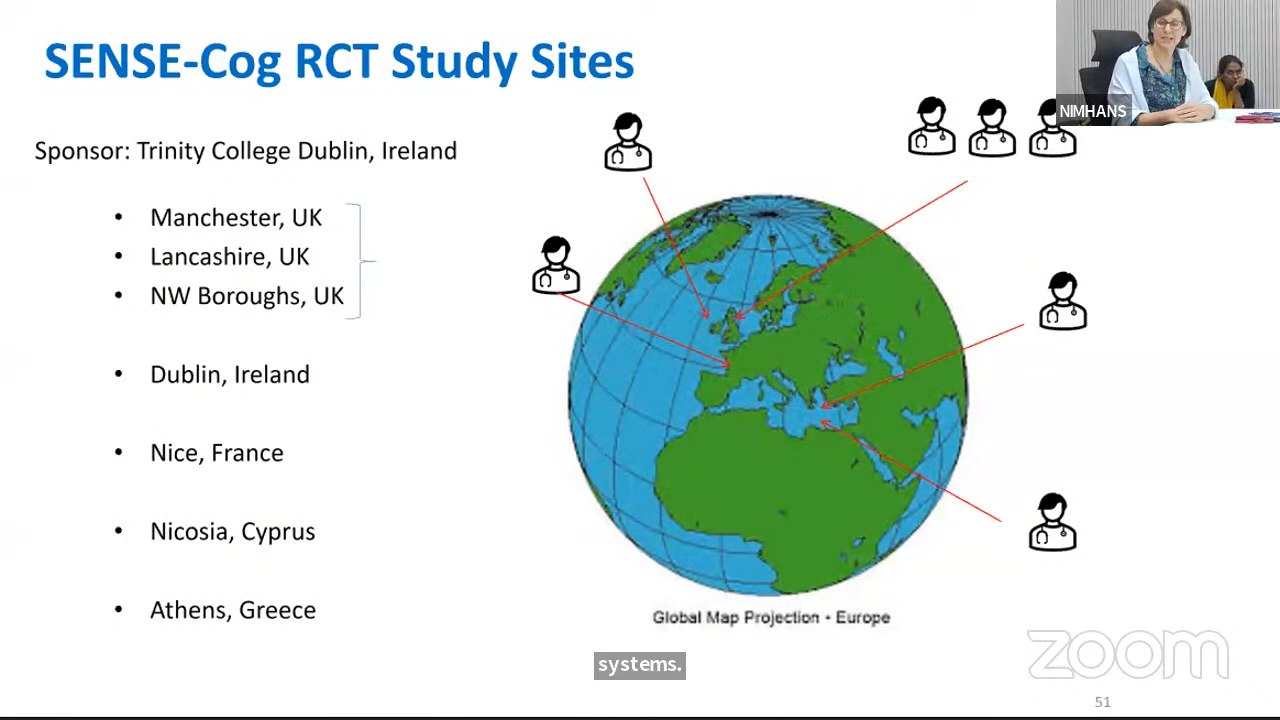 SENSE-Cog RCT Study Sites
NIMHANS
Sponsor: Trinity College Dublin, Ireland
• Manchester, UK
• Lancashire, UK
• NW Boroughs, UK
• Dublin, Ireland
• Nice, France
• Nicosia, Cyprus
• Athens, Greece
Global Map Projection - Europe
systems.
zoom
51